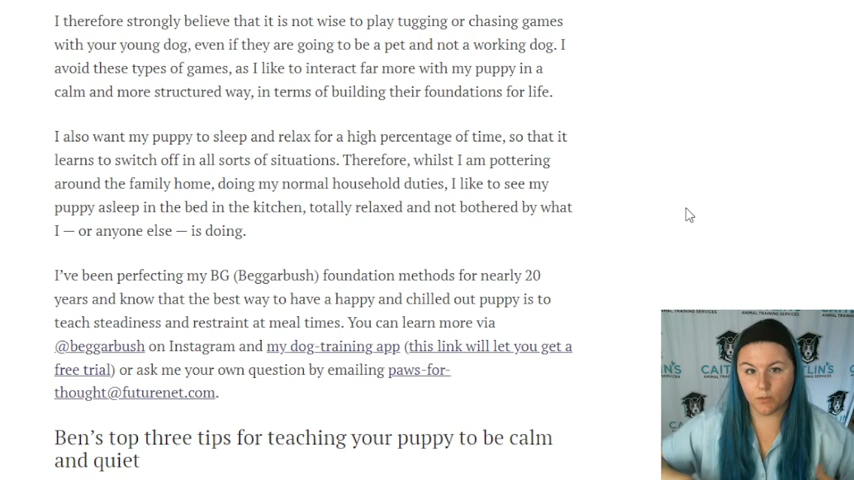 I therefore strongly believe that it is not wise to play tugging or chasing games
with your young dog, even if they are going to be a pet and not a working dog. I
avoid these types of games, as I like to interact far more with my puppy in a
calm and more structured way, in terms of building their foundations for life.
I also want my puppy to sleep and relax for a high percentage of time, so that it
learns to switch off in all sorts of situations. Therefore, whilst I am pottering
around the family home, doing my normal household duties, I like to see my
puppy asleep in the bed in the kitchen, totally relaxed and not bothered by what
I — or anyone else — is doing.
I’ve been perfecting my BG (Beggarbush) foundation methods for nearly 20
years and know that the best way to have a happy and chilled out puppy is to
teach steadiness and restraint at meal times. You can learn more via
@beggarbush on Instagram and my dog-training app (this link will let you get a
free trial) or ask me your own question by emailing paws-for-
thought@futurenet.com.
Ben’s top three tips for teaching your puppy to be calm
and quiet
ANIMAL TRAINING SERVICES
CAIT
LIN'S
ANIMAL TRAINING SERVICES